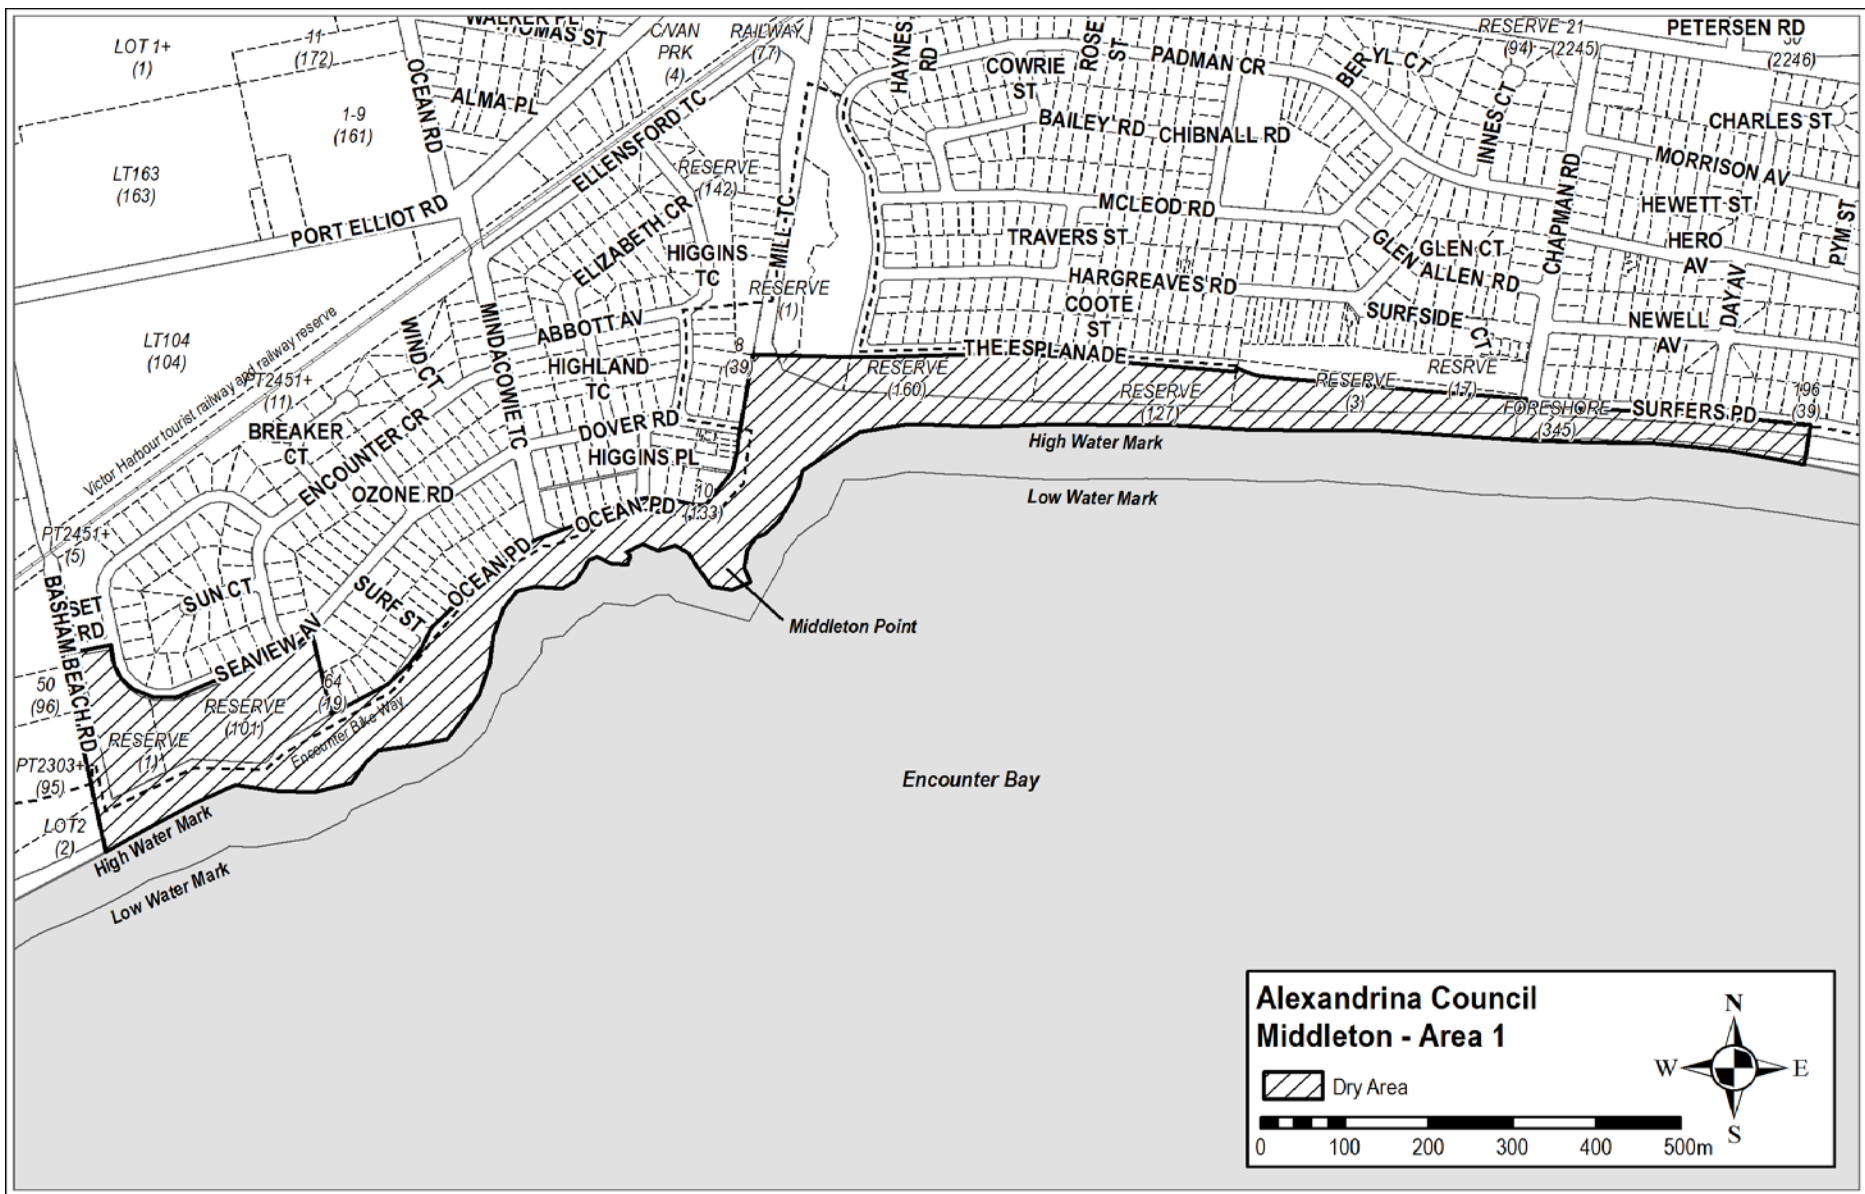 WALKER PL
THOMAS ST
C/VAN
PRK
(4)
RAILWAY
(77)
HAYNES
RD
ROSE
ST
COWRIE
ST
PADMAN CR
BERYL CT
RESERVE 21
(94)
(2245)
PETERSEN RD
(2246)
LOT 1+
(1)
11
(172)
OCEAN RD
ALMA PL
1-9
(161)
ELLENSFORD TC
BAILEY RD
CHIBNALL RD
INNES CT
CHARLES ST
MORRISON AV
LT163
(163)
RESERVE
(142)
MILL TC
CHAPMAN RD
PORT ELLIOT RD
ELIZABETH CR
MCLEOD RD
HEWETT ST
PYM ST
TRAVERS ST
GLEN CT
GLEN ALLEN RD
HERO
AV
HIGGINS
TC
RESERVE
(1)
HARGREAVES RD
COOTE
ST
SURFSIDE CT
DAY AV
NEWELL
AV
LT104
(104)
Victor Harbour tourist railway and railway reserve
WIND CT
MINDACOWIE TC
ABBOTT AV
HIGHLAND
TC
8
(39)
THE ESPLANADE
RESERVE
(160)
RESERVE
(127)
RESERVE
(3)
RESRVE
(17)
PT2451+
(11)
BREAKER
CT
ENCOUNTER CR
DOVER RD
FORESHORE
(345)
SURFERS PD
196
(39)
High Water Mark
HIGGINS PL
OZONE RD
10
(133)
OCEAN PD
Low Water Mark
PT2451+
(5)
OCEAN PD
BASHAM BEACH RD
SET
RD
SUN CT
SURF ST
SEAVIEW AV
Middleton Point
50
(96)
64
(19)
RESERVE
(101)
Encounter Bike Way
RESERVE
(1)
PT2303+
(95)
Encounter Bay
LOT2
(2)
High Water Mark
Low Water Mark
Alexandrina Council
Middleton - Area 1
Dry Area
N
W
E
S
0 100 200 300 400 500m